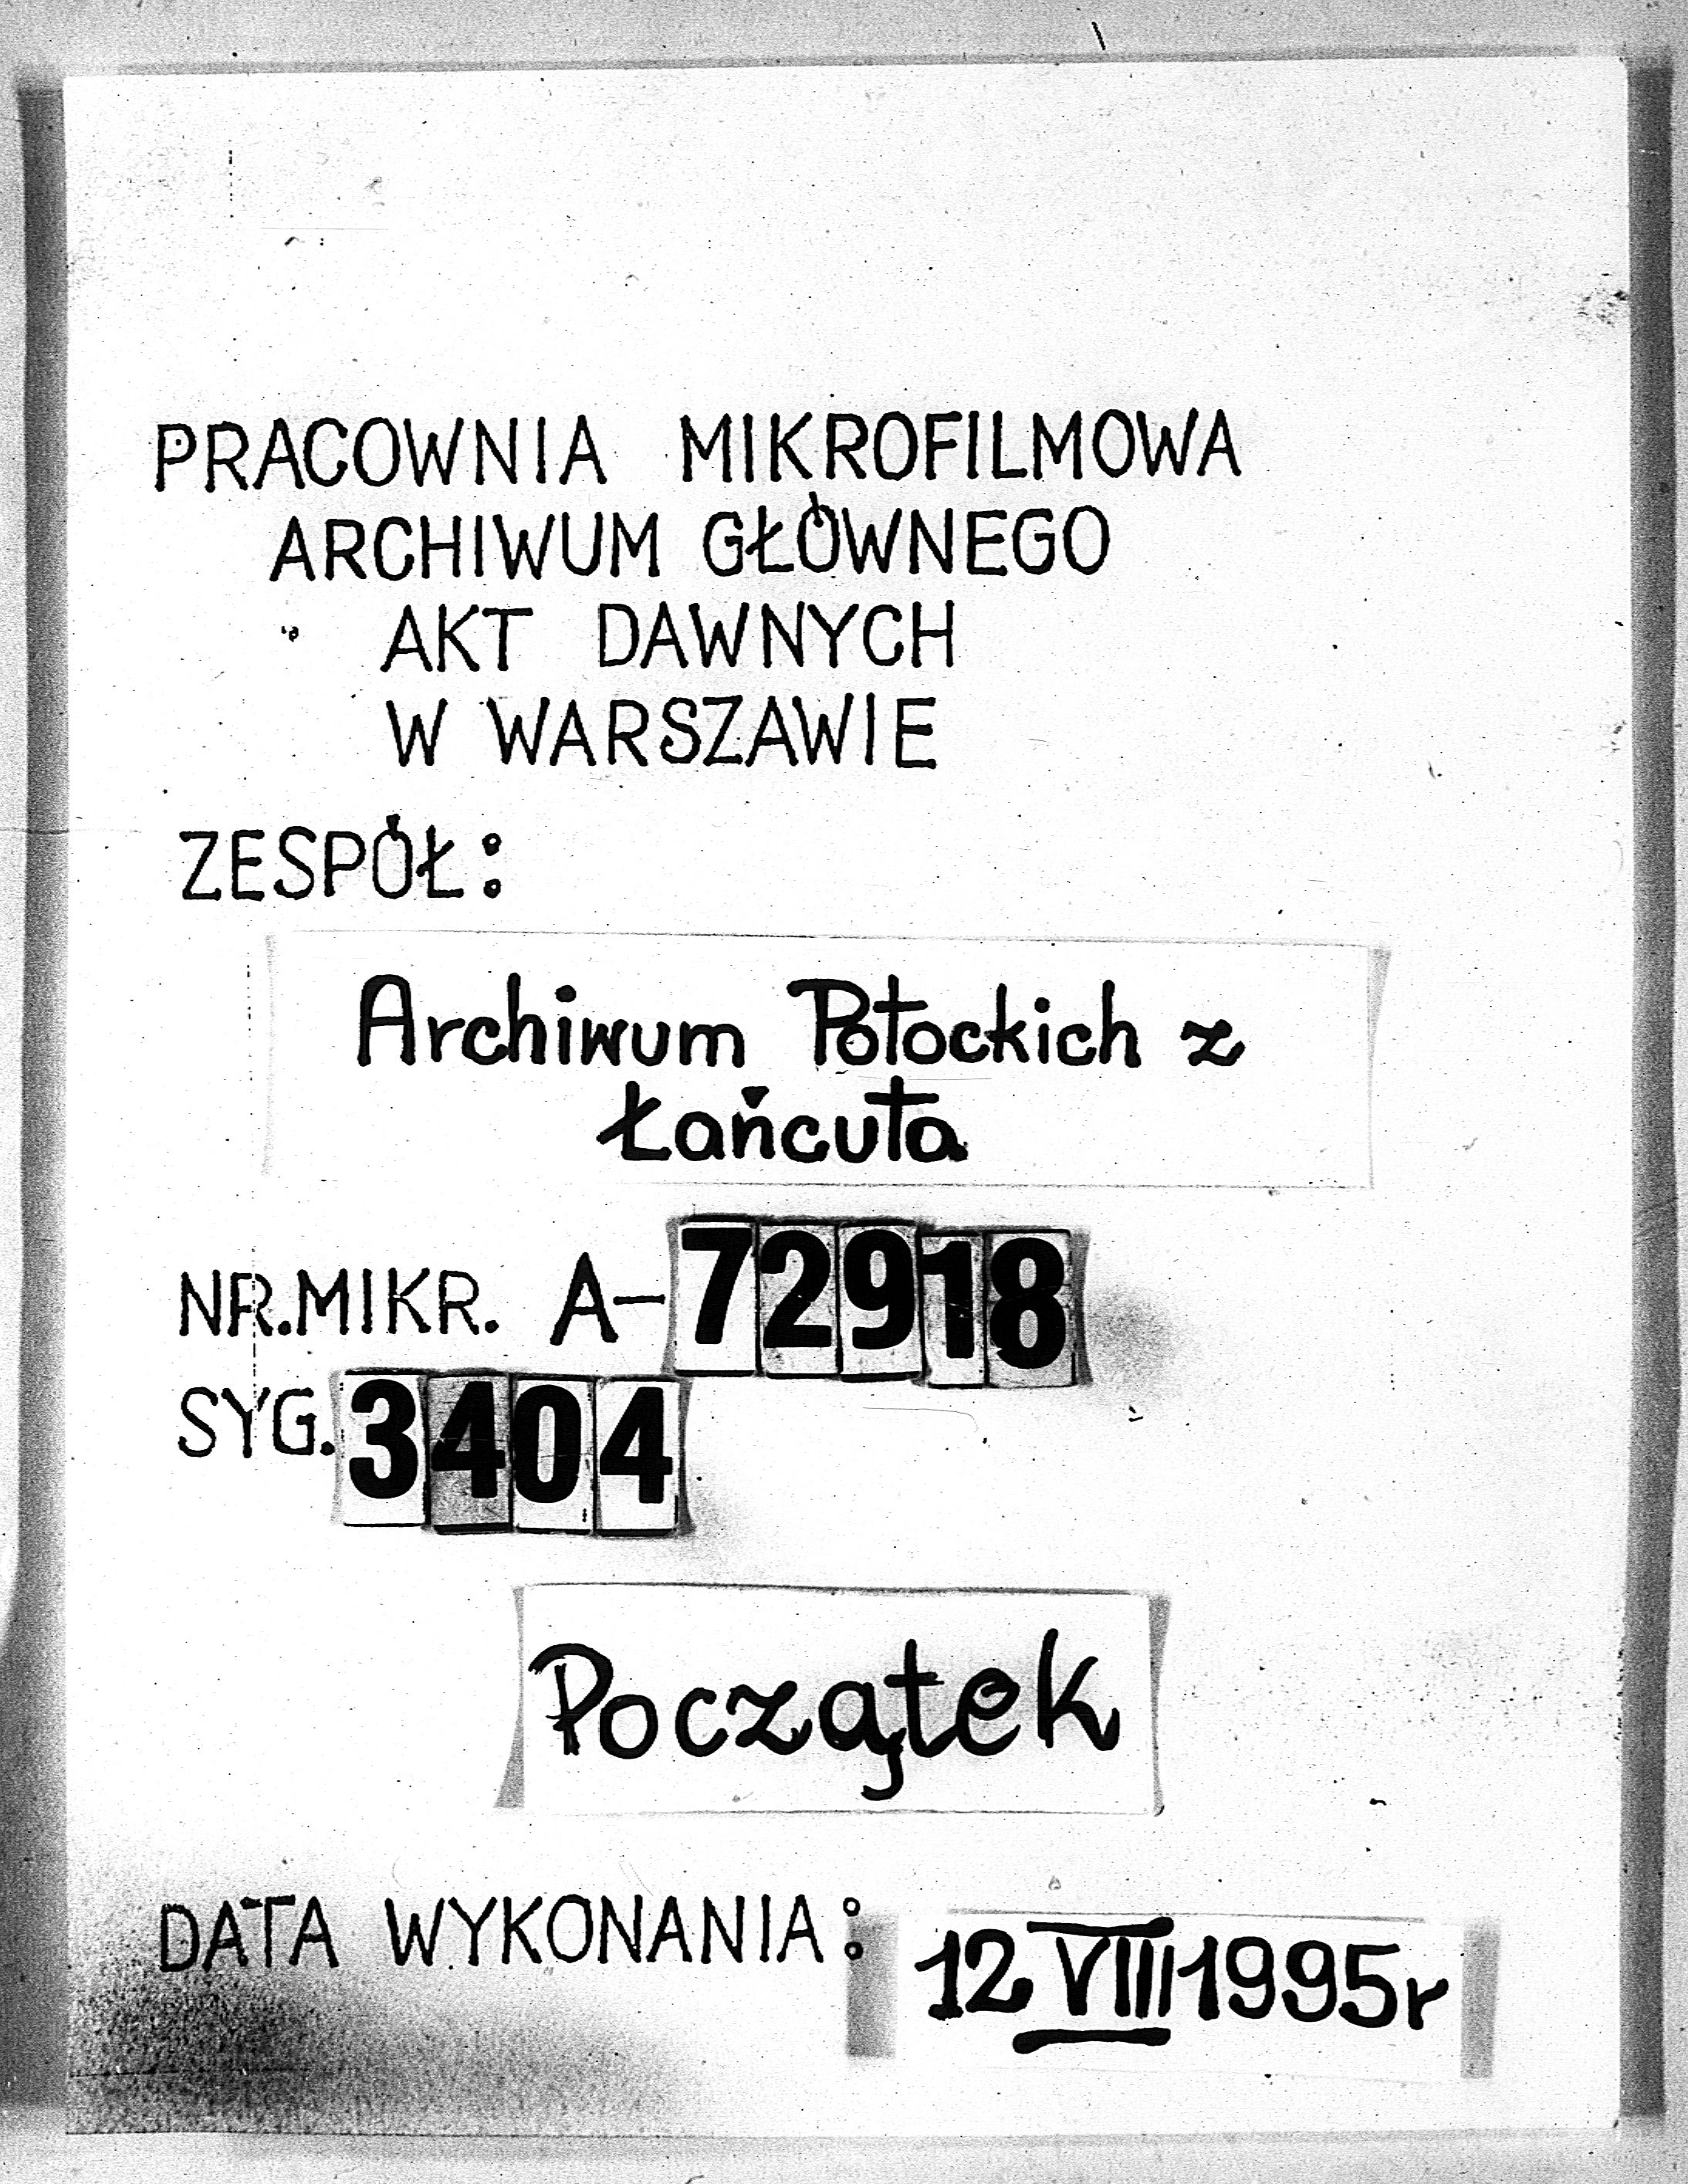 PRACOWNIA MIKROFILMOWA
ARCHIWUM GŁÓWNEGO
AKT DAWNYCH
W WARSZAWIE
ZESPÓŁ:
Archiwum Potockich z
Łańcuta
NR.MIKR. A-72918
SYG. 3404
Początek
DATA WYKONANIA: 12 VIII 1995r